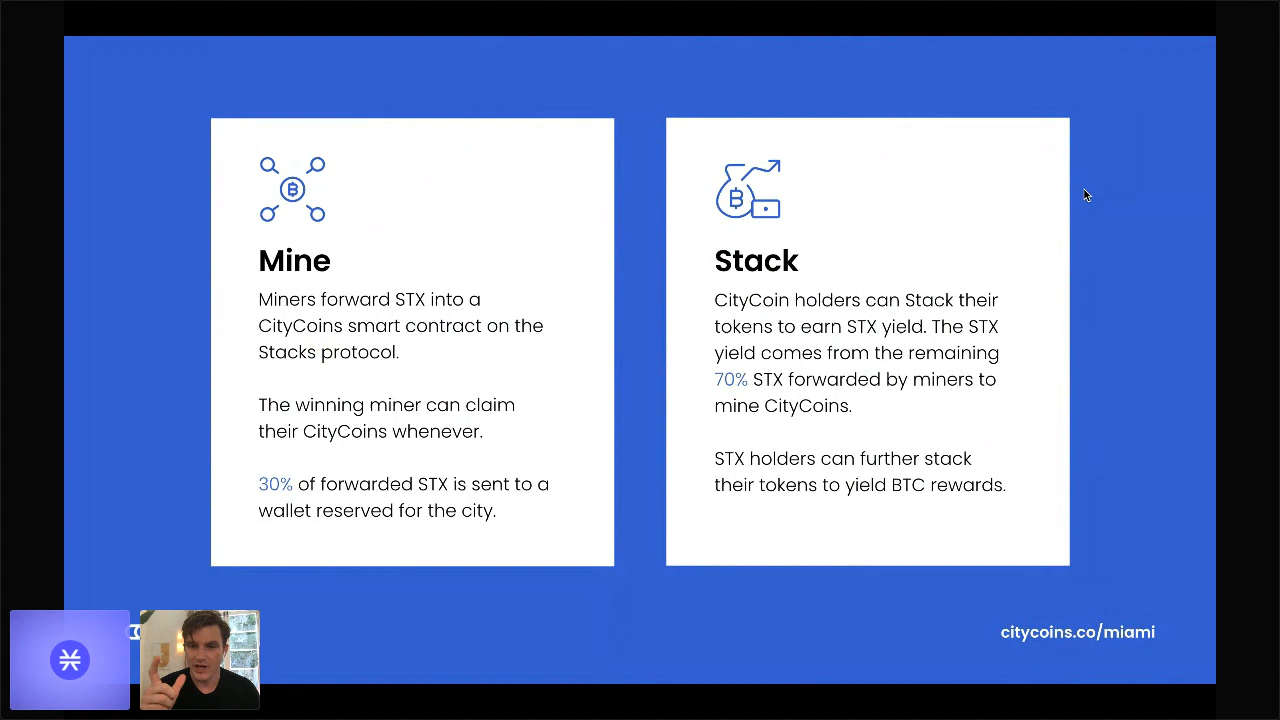 Mine
Miners forward STX into a
CityCoins smart contract on the
Stacks protocol.
The winning miner can claim
their CityCoins whenever.
30% of forwarded STX is sent to a
wallet reserved for the city.
Stack
CityCoin holders can Stack their
tokens to earn STX yield. The STX
yield comes from the remaining
70% STX forwarded by miners to
mine CityCoins.
STX holders can further stack
their tokens to yield BTC rewards.
citycoins.co/miami